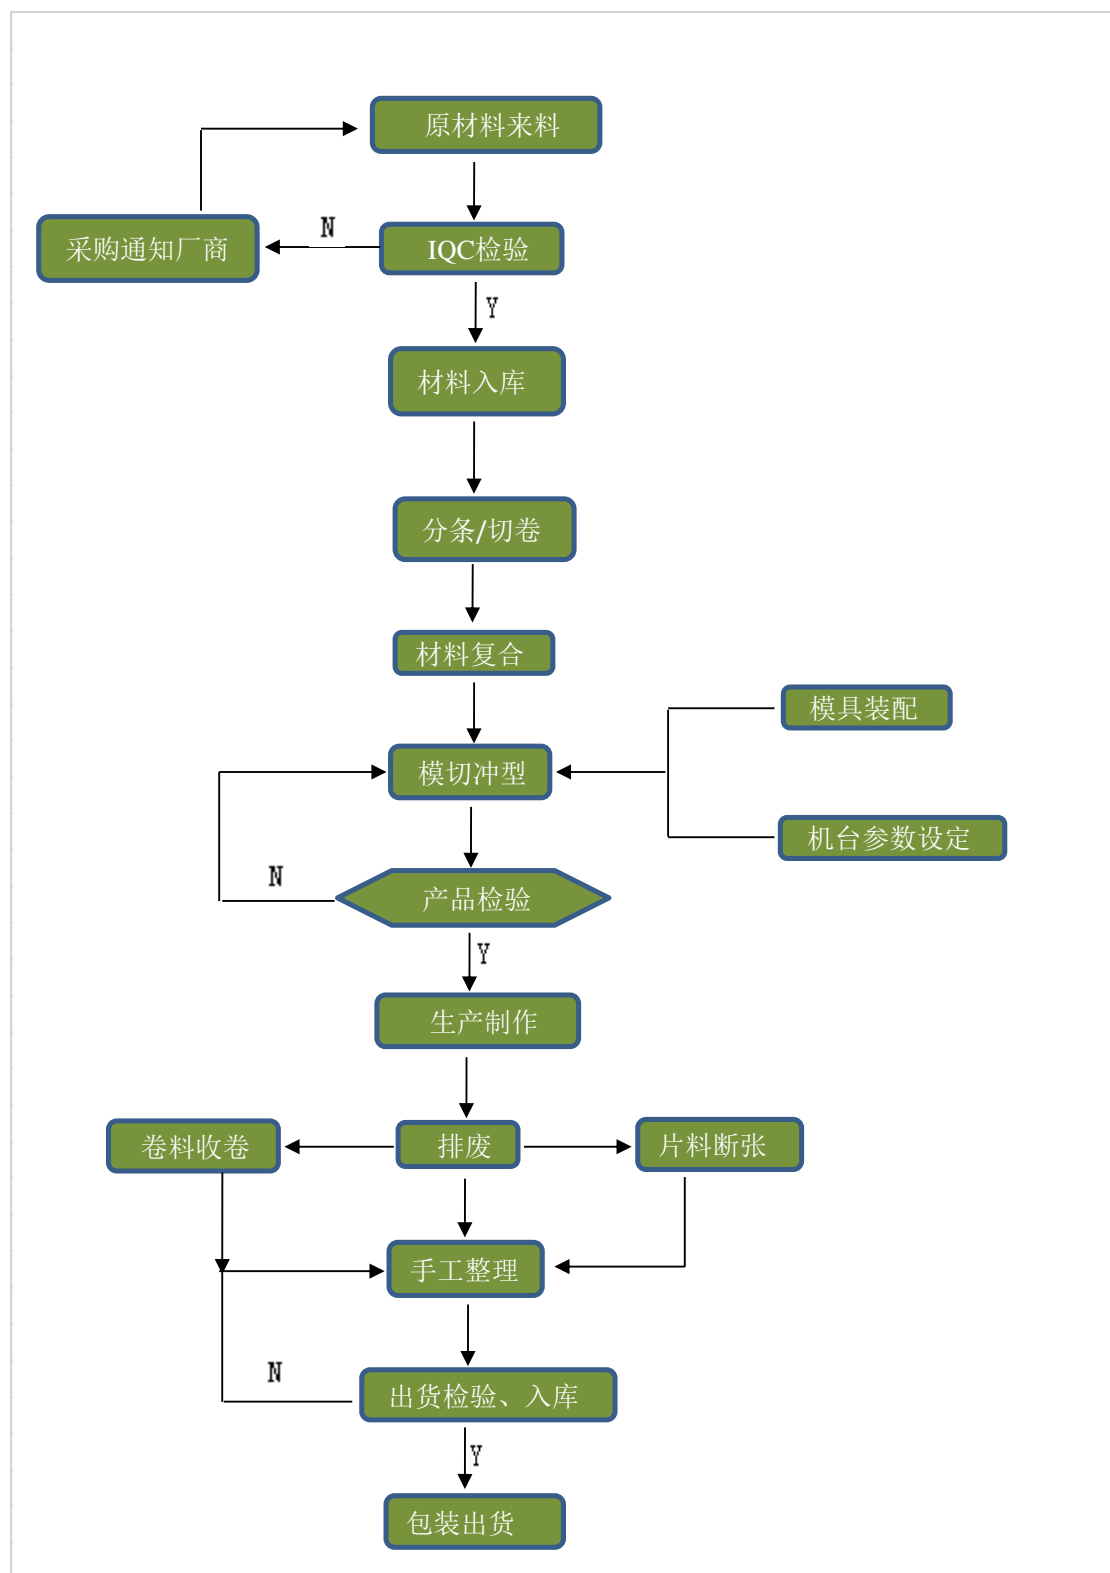 原材料来料
采购通知厂商
N
IQC检验
Y
材料入库
分条/切卷
材料复合
模具装配
模切冲型
机台参数设定
N
产品检验
Y
生产制作
卷料收卷
排废
片料断张
手工整理
N
出货检验、入库
Y
包装出货